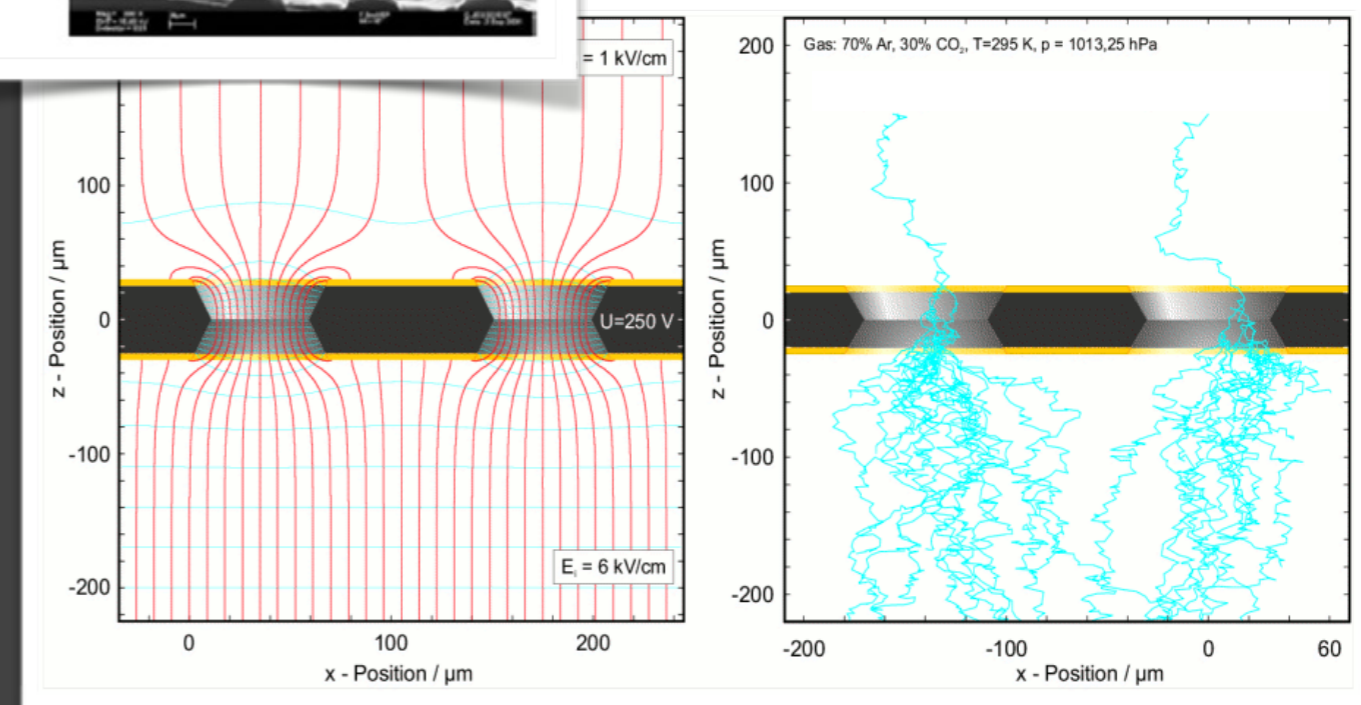 = 1 kV/cm
100
0
-100
-200
z - Position / µm
U=250 V
E_i = 6 kV/cm
0
100
200
x - Position / µm
Gas: 70% Ar, 30% CO₂, T=295 K, p = 1013,25 hPa
200
100
0
-100
-200
z - Position / µm
-200
-100
0
60
x - Position / µm